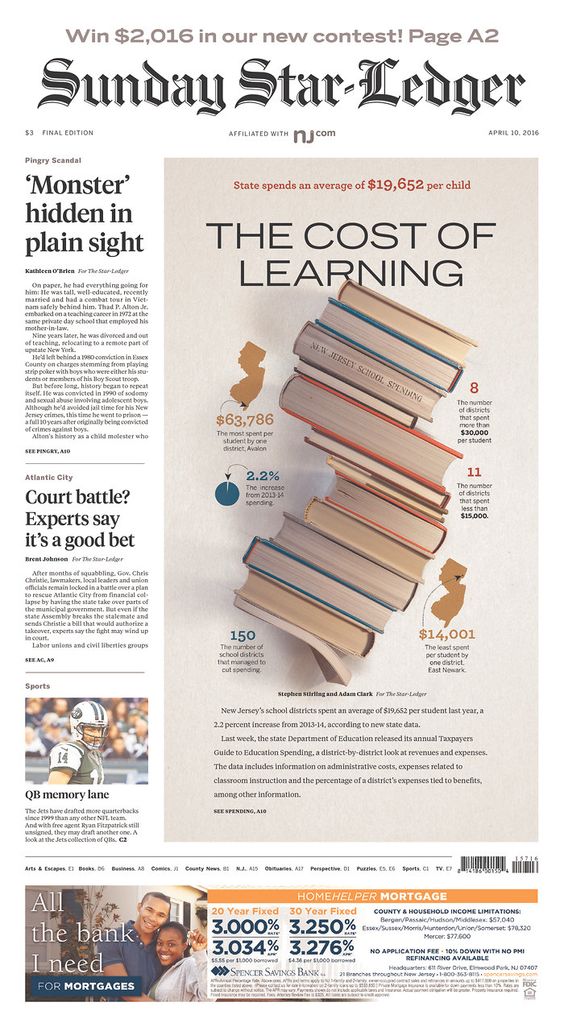 Win $2,016 in our new contest! Page A2
Sunday Star-Ledger
$3 FINAL EDITION
AFFILIATED WITH nj.com
APRIL 10, 2016
Pingry Scandal
‘Monster’
hidden in
plain sight
Kathleen O'Brien For The Star-Ledger
On paper, he had everything going for
him: He was tall, well-educated, recently
married and had a combat tour in Viet-
nam safely behind him. Thad P. Alton Jr.
embarked on a teaching career in 1972 at the
same private day school that employed his
mother-in-law.
Nine years later, he was divorced and out
of teaching, relocating to a remote part of
upstate New York.
He'd left behind a 1980 conviction in Essex
County on charges stemming from playing
strip poker with boys who were either his stu-
dents or members of his Boy Scout troop.
But before long, history began to repeat
itself. He was convicted in 1990 of sodomy
and sexual abuse involving adolescent boys.
Although he'd avoided jail time for his New
Jersey crimes, this time he went to prison —
a full 10 years after originally being convicted
of crimes against boys.
Alton's history as a child molester who
SEE PINGRY, A10
Atlantic City
Court battle?
Experts say
it's a good bet
Brent Johnson For The Star-Ledger
After months of squabbling, Gov. Chris
Christie, lawmakers, local leaders and union
officials remain locked in a battle over a plan
to rescue Atlantic City from financial col-
lapse by having the state take over parts of
the municipal government. But even if the
state Assembly breaks the stalemate and
sends Christie a bill that would authorize a
takeover, experts say the fight may wind up
in court.
Labor unions and civil liberties groups
SEE AC, A9
Sports
14
QB memory lane
The Jets have drafted more quarterbacks
since 1999 than any other NFL team.
And with free agent Ryan Fitzpatrick still
unsigned, they may draft another one. A
look at the Jets collection of QBs. C2
State spends an average of $19,652 per child
THE COST OF
LEARNING
NEW JERSEY SCHOOL SPENDING
$63,786
The most spent per
student by one
district, Avalon
8
The number
of districts
that spent
more than
$30,000
per student
2.2%
The increase
from 2013-14
spending.
11
The number
of districts
that spent
less than
$15,000.
150
The number of
school districts
that managed to
cut spending.
$14,001
The least spent
per student by
one district,
East Newark.
Stephen Stirling and Adam Clark For The Star-Ledger
New Jersey's school districts spent an average of $19,652 per student last year, a
2.2 percent increase from 2013-14, according to new state data.
Last week, the state Department of Education released its annual Taxpayers
Guide to Education Spending, a district-by-district look at revenues and expenses.
The data includes information on administrative costs, expenses related to
classroom instruction and the percentage of a district's expenses tied to benefits,
among other information.
SEE SPENDING, A10
Arts & Escapes, E1 Books, D6 Business, A8 Comics, J1 County News, B1 N.J., A15 Obituaries, A17 Perspective, D1 Puzzles, E5, E6 Sports, C1 TV, E7
15716
All
the bank
I need
FOR MORTGAGES
HOMEHELPER MORTGAGE
20 Year Fixed
3.000% RATE
3.034% APR
$5.55 per $1,000 borrowed
30 Year Fixed
3.250% RATE
3.276% APR
$4.36 per $1,000 borrowed
SPENCER SAVINGS BANK
COUNTY & HOUSEHOLD INCOME LIMITATIONS:
Bergen/Passaic/Hudson/Middlesex: $57,040
Essex/Sussex/Morris/Hunterdon/Union/Somerset: $78,320
Mercer: $77,600
NO APPLICATION FEE • 10% DOWN WITH NO PMI
REFINANCING AVAILABLE
Headquarters: 611 River Drive, Elmwood Park, NJ 07407
21 Branches throughout New Jersey • 1-800-363-8115 • spencersavings.com
FDIC